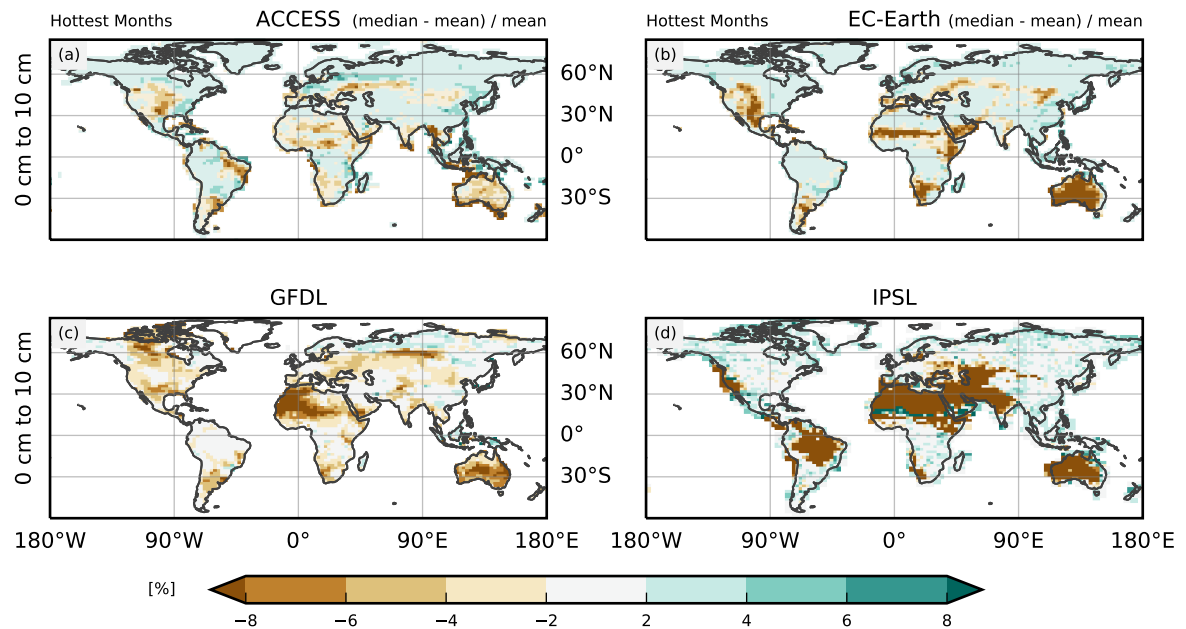 Hottest Months ACCESS (median - mean) / mean
Hottest Months EC-Earth (median - mean) / mean
0 cm to 10 cm
(a)
60°N
30°N
0°
30°S
(b)
GFDL
IPSL
0 cm to 10 cm
(c)
60°N
30°N
0°
30°S
(d)
180°W 90°W 0° 90°E 180°E
180°W 90°W 0° 90°E 180°E
[%]
−8 −6 −4 −2 2 4 6 8